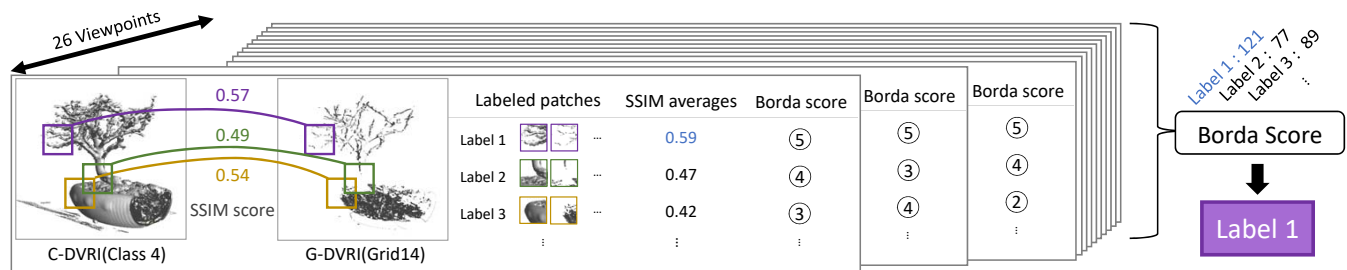 26 Viewpoints
0.57
0.49
0.54
SSIM score
C-DVRI(Class 4)
G-DVRI(Grid14)
Labeled patches SSIM averages Borda score
Label 1 ... 0.59 5
Label 2 ... 0.47 4
Label 3 ... 0.42 3
... ... ...
Borda score
5
3
4
...
Borda score
5
4
2
...
Label 1 : 121
Label 2 : 77
Label 3 : 89
...
Borda Score
Label 1